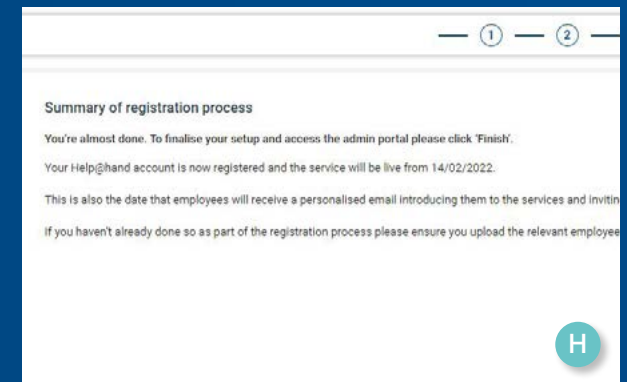 1 2
Summary of registration process
You're almost done. To finalise your setup and access the admin portal please click 'Finish'.
Your Help@hand account is now registered and the service will be live from 14/02/2022.
This is also the date that employees will receive a personalised email introducing them to the services and invitin
If you haven't already done so as part of the registration process please ensure you upload the relevant employee
H